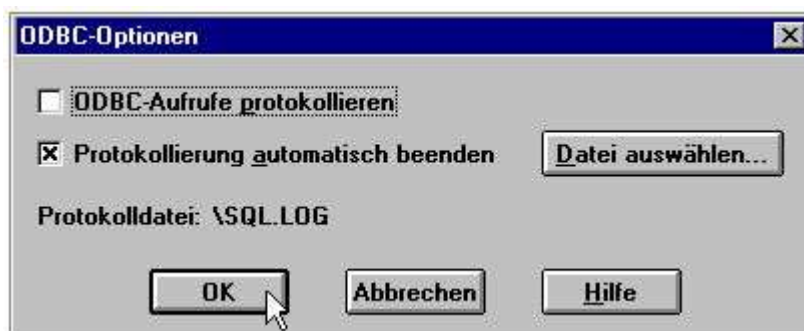 ODBC-Optionen
ODBC-Aufrufe protokollieren
Protokollierung automatisch beenden
Datei auswählen...
Protokolldatei: \SQL.LOG
OK
Abbrechen
Hilfe